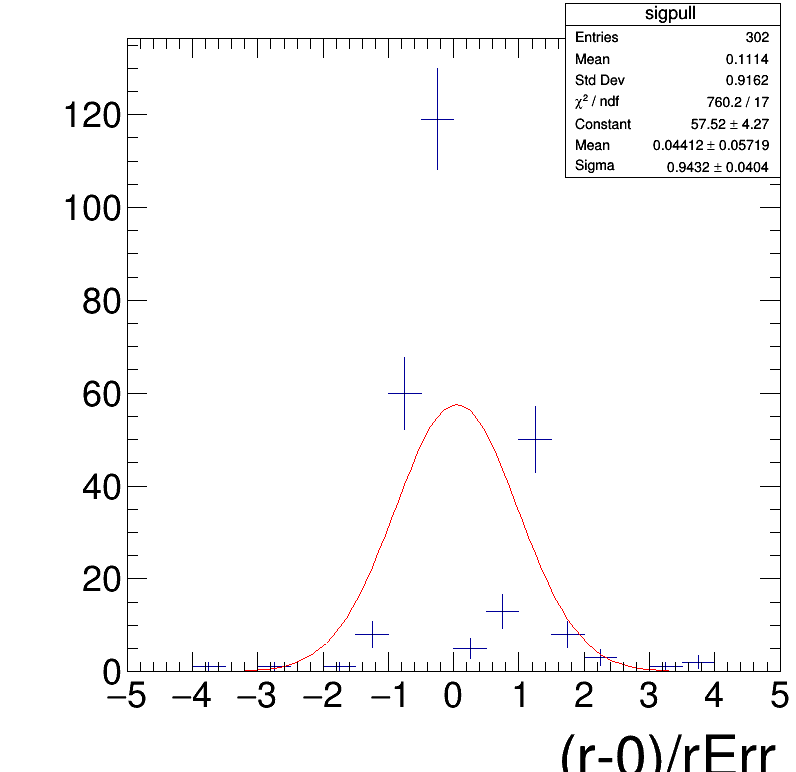 sigpull
Entries 302
Mean 0.1114
Std Dev 0.9162
χ² / ndf 760.2 / 17
Constant 57.52 ± 4.27
Mean 0.04412 ± 0.05719
Sigma 0.9432 ± 0.0404
120
100
80
60
40
20
0
−5 −4 −3 −2 −1 0 1 2 3 4 5
(r-0)/rErr